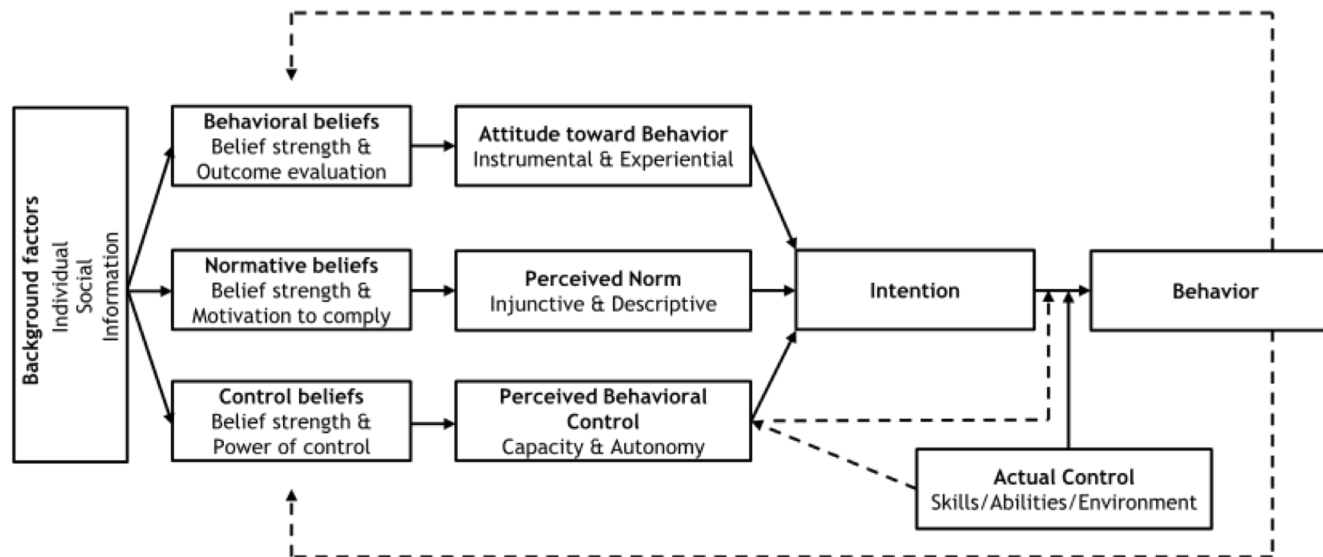 Background factors
Individual
Social
Information
Behavioral beliefs
Belief strength &
Outcome evaluation
Attitude toward Behavior
Instrumental & Experiential
Normative beliefs
Belief strength &
Motivation to comply
Perceived Norm
Injunctive & Descriptive
Intention
Behavior
Control beliefs
Belief strength &
Power of control
Perceived Behavioral
Control
Capacity & Autonomy
Actual Control
Skills/Abilities/Environment